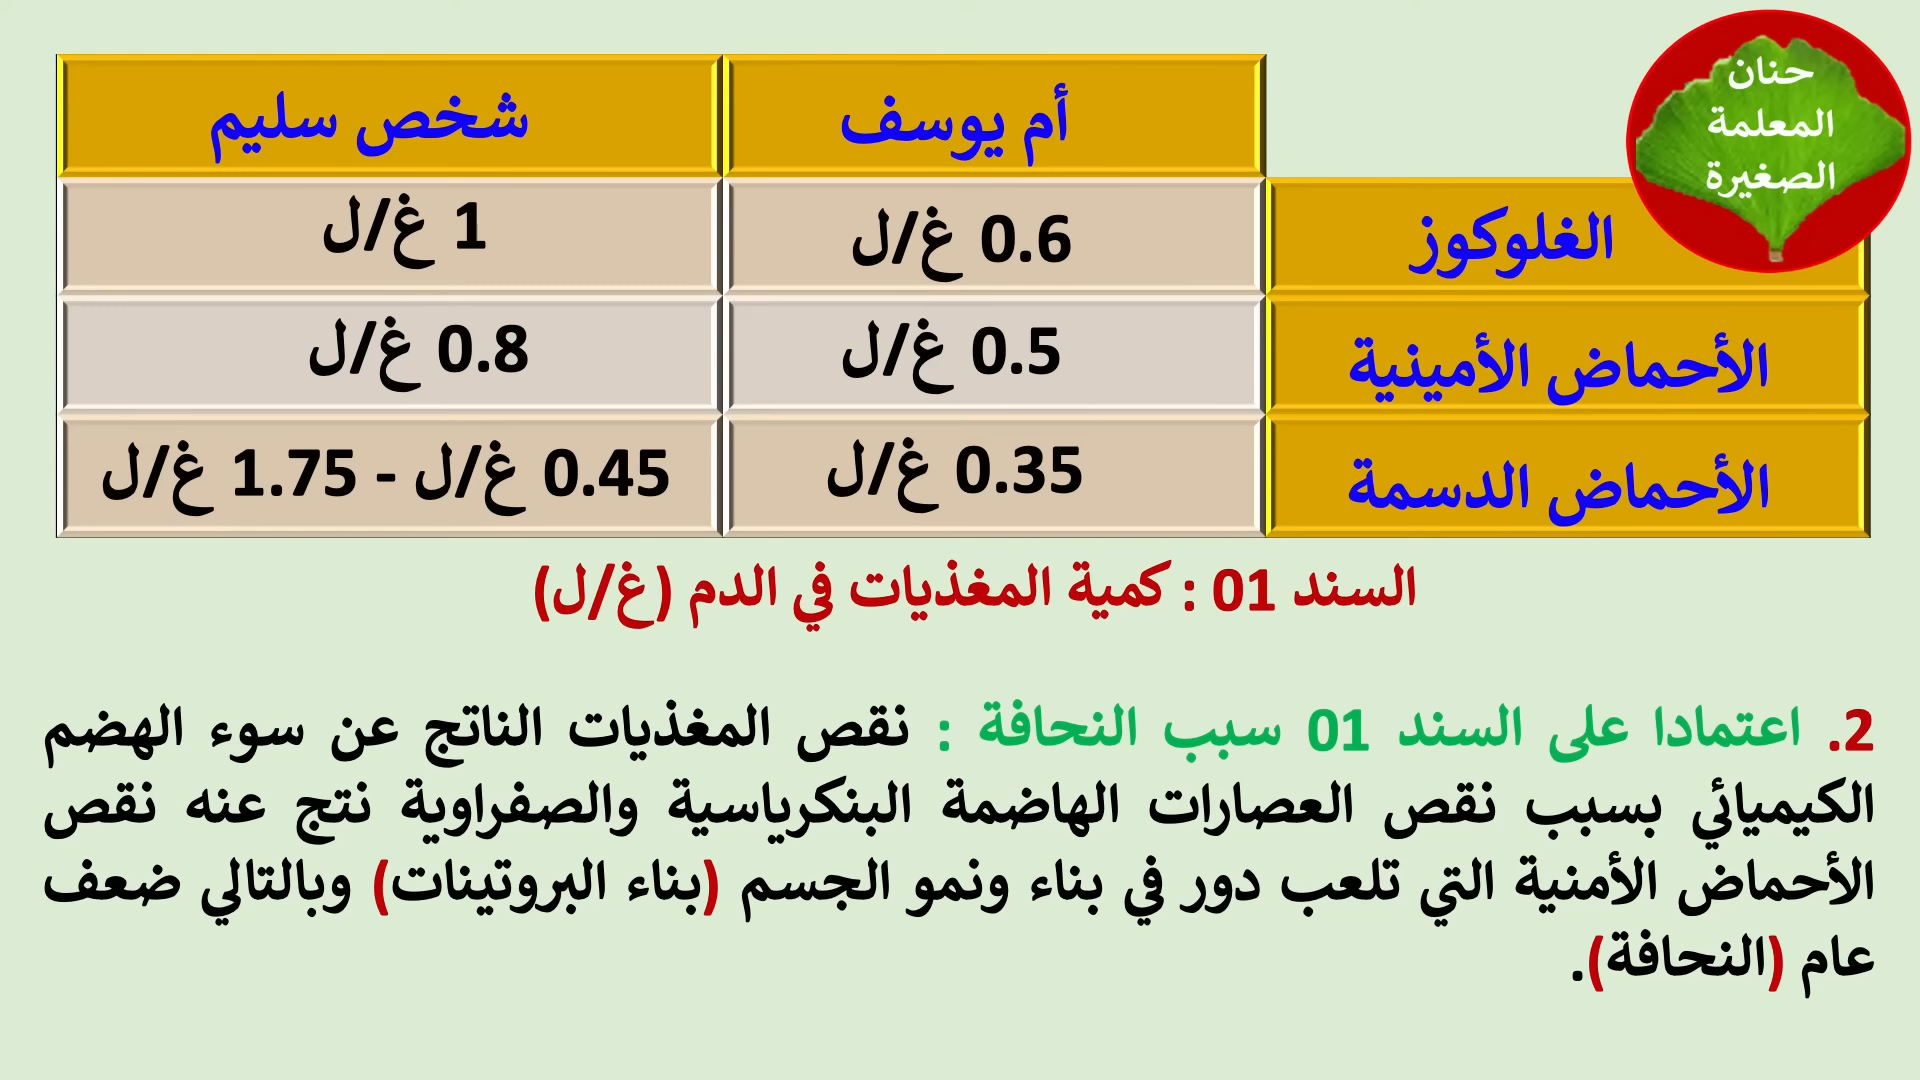 حنان
المعلمة
الصغيرة
أم يوسف شخص سليم
الغلوكوز 0.6 غ/ل 1 غ/ل
الأحماض الأمينية 0.5 غ/ل 0.8 غ/ل
الأحماض الدسمة 0.35 غ/ل 0.45 غ/ل - 1.75 غ/ل
السند 01 : كمية المغذيات في الدم (غ/ل)
2. اعتمادا على السند 01 سبب النحافة : نقص المغذيات الناتج عن سوء الهضم
الكيميائي بسبب نقص العصارات الهاضمة البنكرياسية والصفراوية نتج عنه نقص
الأحماض الأمنية التي تلعب دور في بناء ونمو الجسم (بناء البروتينات) وبالتالي ضعف
عام (النحافة).